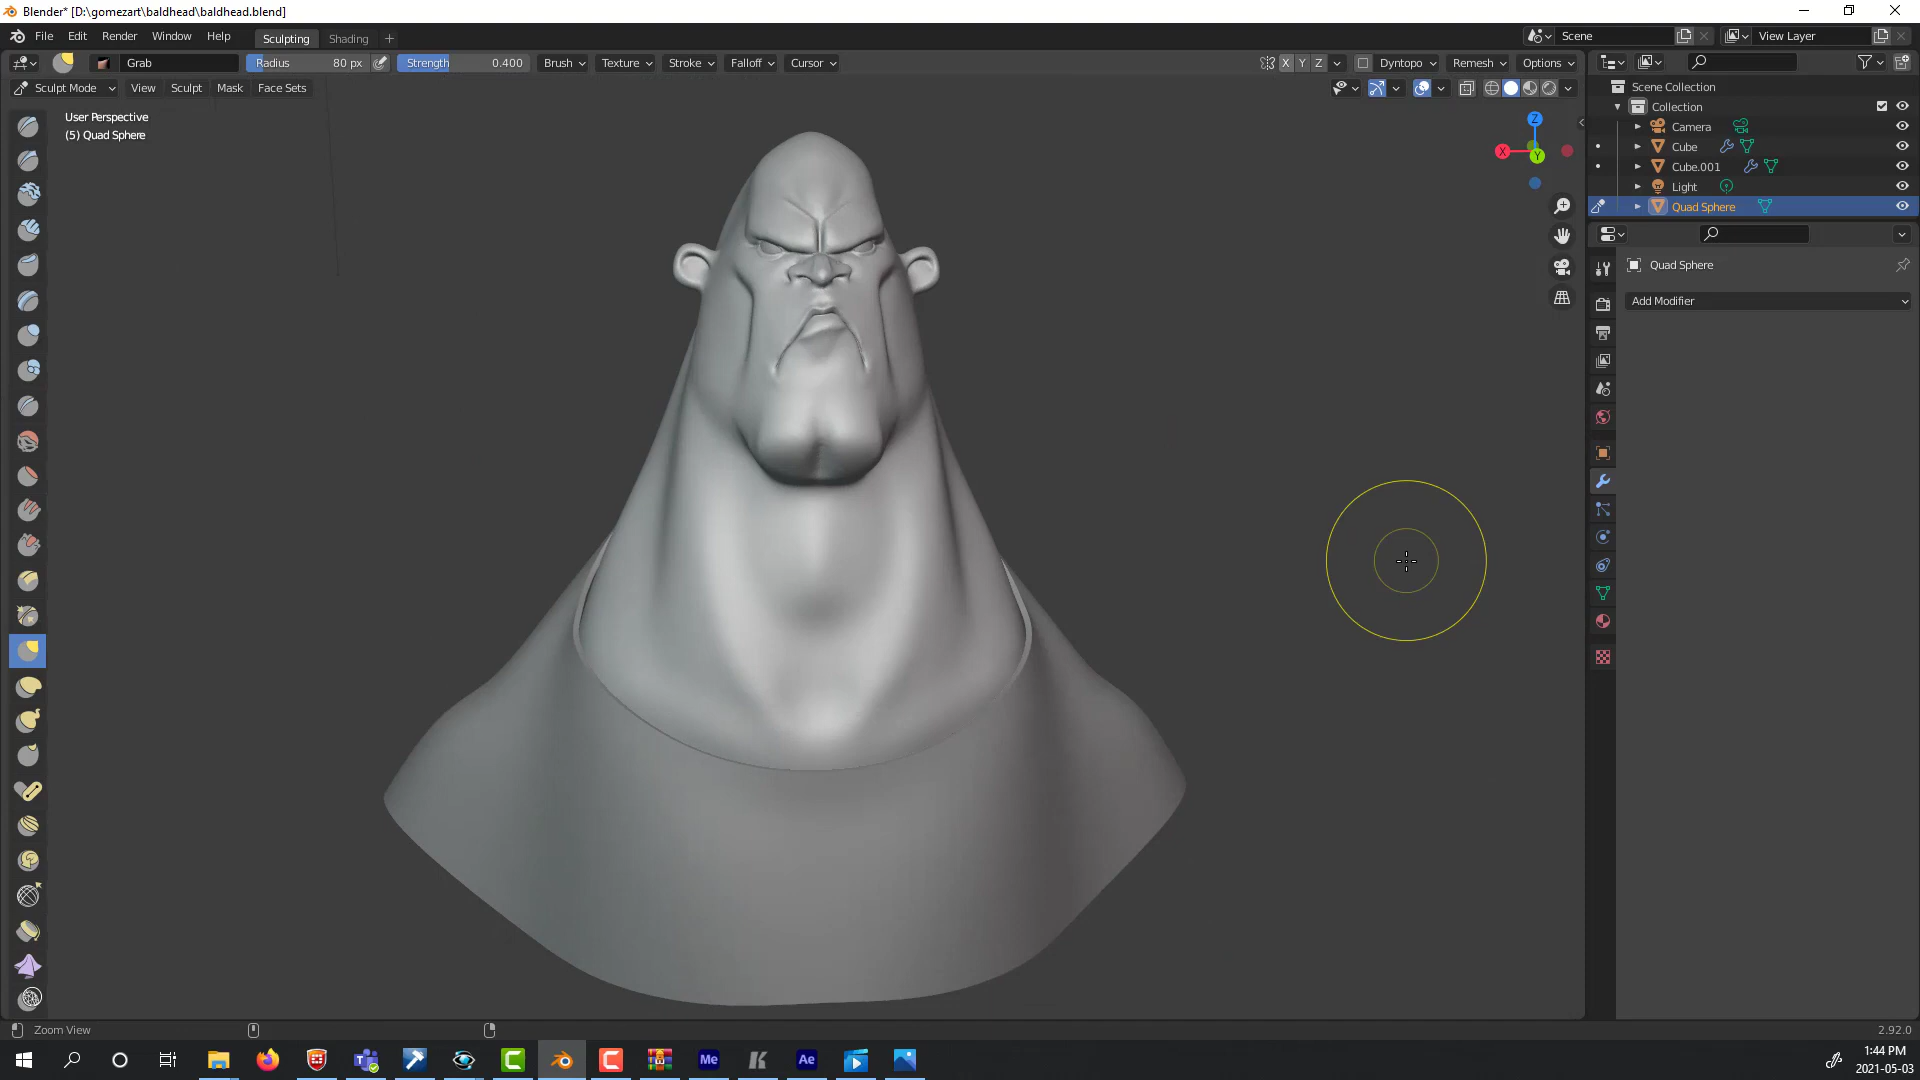 Blender* [D:\gomezart\baldhead\baldhead.blend]
File Edit Render Window Help Sculpting Shading + Scene View Layer
Grab Radius 80 px Strength 0.400 Brush Texture Stroke Falloff Cursor X Y Z Dyntopo Remesh Options
Sculpt Mode View Sculpt Mask Face Sets
Scene Collection
Collection
User Perspective
(5) Quad Sphere
Z
X
Y
Camera
Cube
Cube.001
Light
Quad Sphere
Quad Sphere
Add Modifier
Zoom View
2.92.0
Me
Ae
1:44 PM
2021-05-03